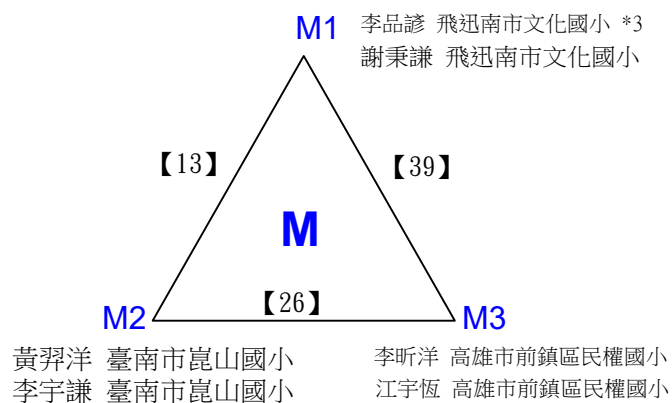 M1
李品諺 飛迅南市文化國小 *3
謝秉謙 飛迅南市文化國小
【13】
【39】
M
【26】
M2
M3
黃羿洋 臺南市崑山國小
李宇謙 臺南市崑山國小
李昕洋 高雄市前鎮區民權國小
江宇恆 高雄市前鎮區民權國小